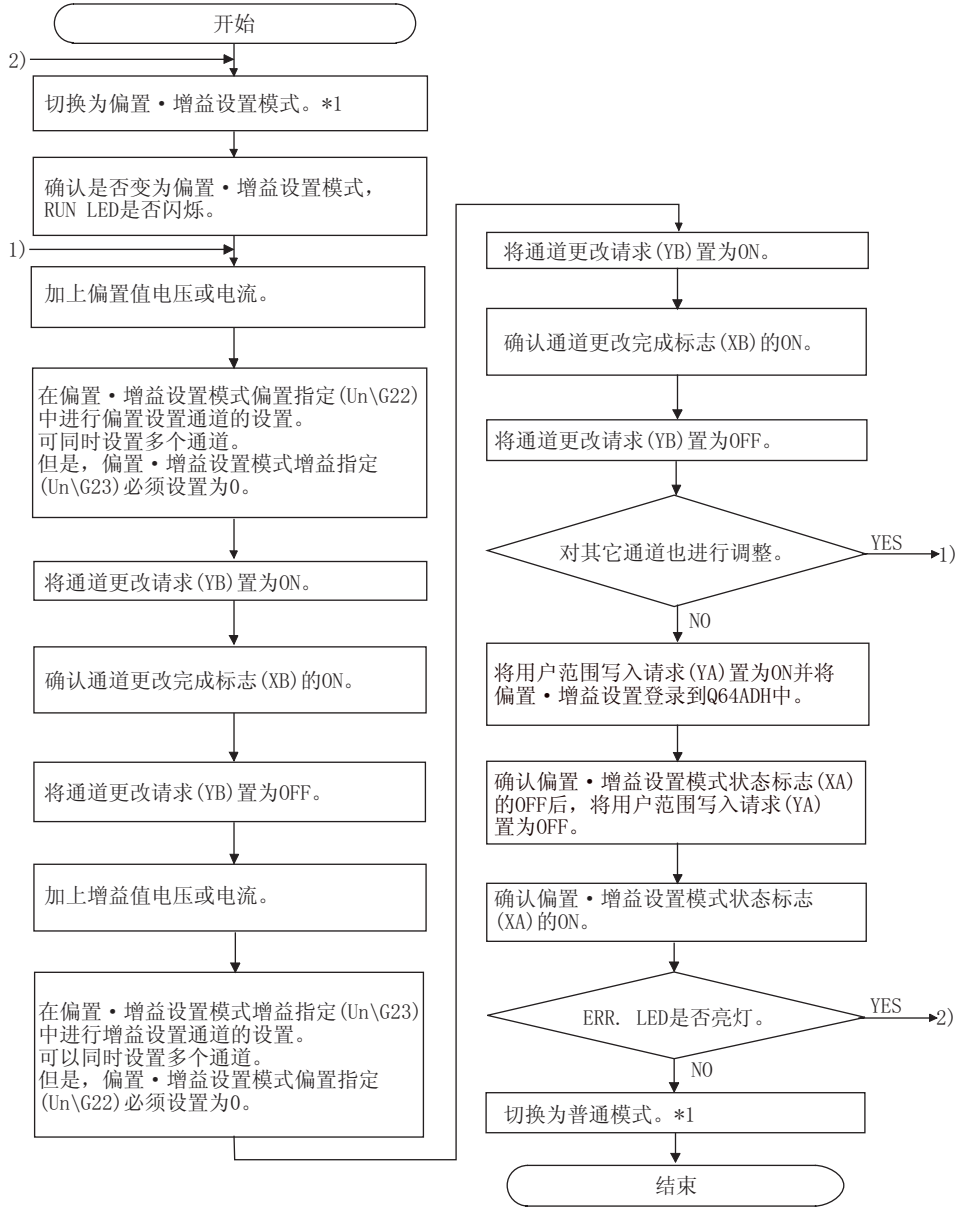 开始
2)
切换为偏置•增益设置模式。*1
确认是否变为偏置•增益设置模式，
RUN LED是否闪烁。
1)
加上偏置值电压或电流。
在偏置•增益设置模式偏置指定(Un\G22)
中进行偏置设置通道的设置。
可同时设置多个通道。
但是，偏置•增益设置模式增益指定
(Un\G23)必须设置为0。
将通道更改请求(YB)置为ON。
确认通道更改完成标志(XB)的ON。
将通道更改请求(YB)置为OFF。
加上增益值电压或电流。
在偏置•增益设置模式增益指定(Un\G23)
中进行增益设置通道的设置。
可以同时设置多个通道。
但是，偏置•增益设置模式偏置指定
(Un\G22)必须设置为0。
将通道更改请求(YB)置为ON。
确认通道更改完成标志(XB)的ON。
将通道更改请求(YB)置为OFF。
对其它通道也进行调整。
YES
1)
NO
将用户范围写入请求(YA)置为ON并将
偏置•增益设置登录到Q64ADH中。
确认偏置•增益设置模式状态标志(XA)
的OFF后，将用户范围写入请求(YA)
置为OFF。
确认偏置•增益设置模式状态标志
(XA)的ON。
ERR. LED是否亮灯。
YES
2)
NO
切换为普通模式。*1
结束